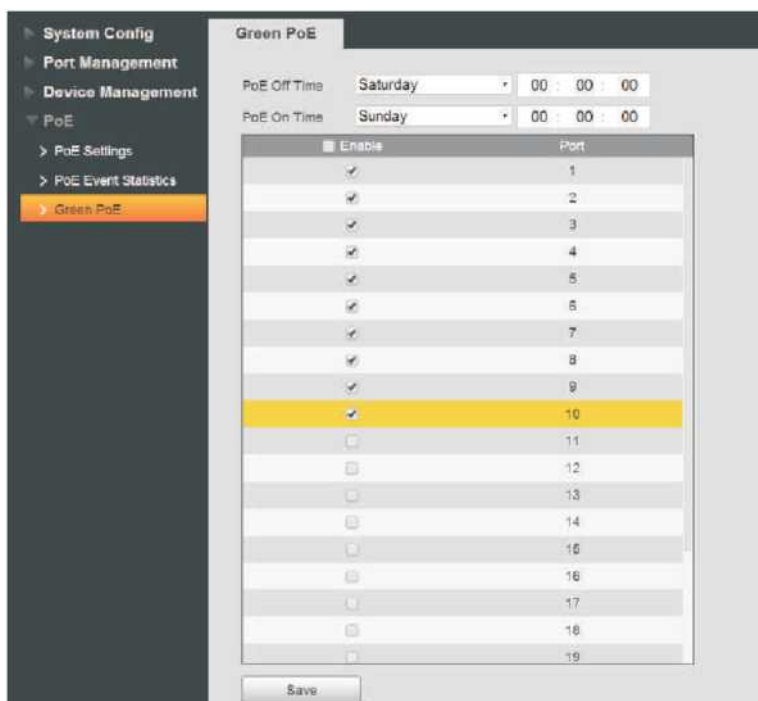 System Config
Port Management
Device Management
PoE
PoE Settings
PoE Event Statistics
Green PoE
Green PoE
PoE Off Time Saturday 00 : 00 : 00
PoE On Time Sunday 00 : 00 : 00
Enable Port
1
2
3
4
5
6
7
8
9
10
11
12
13
14
15
16
17
18
19
Save